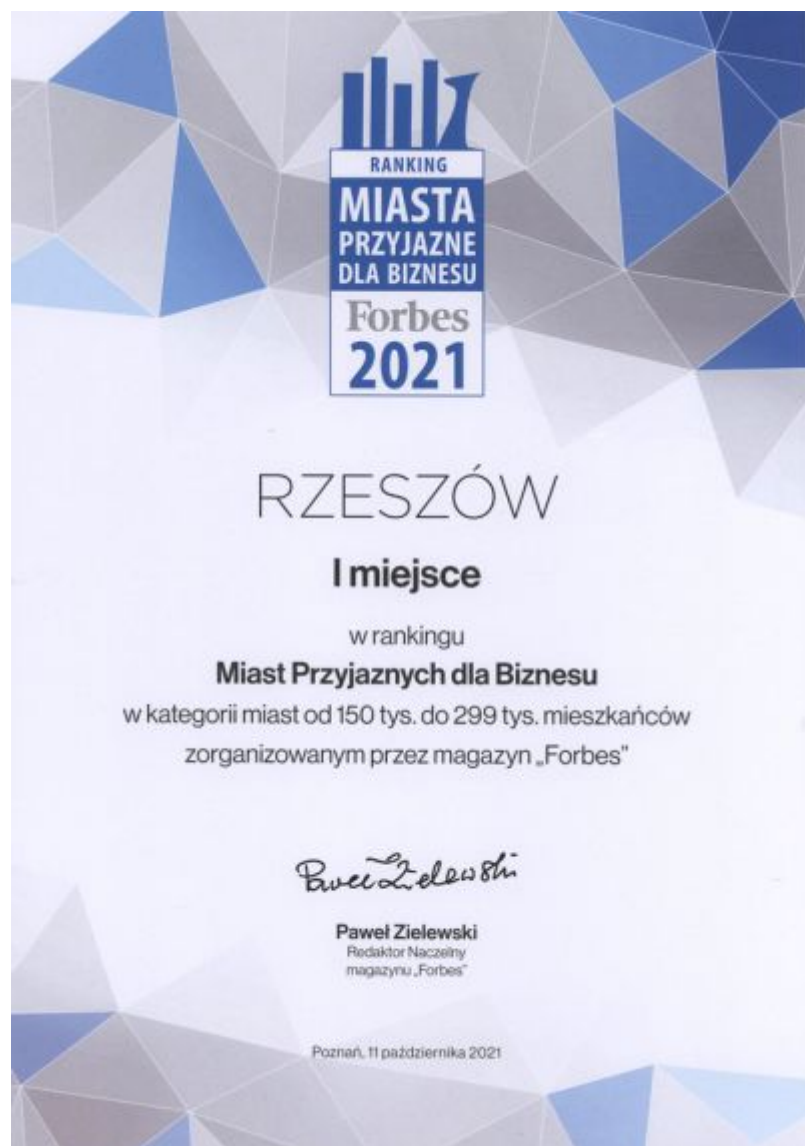 RANKING
MIASTA
PRZYJAZNE
DLA BIZNESU
Forbes
2021
RZESZÓW
I miejsce
w rankingu
Miast Przyjaznych dla Biznesu
w kategorii miast od 150 tys. do 299 tys. mieszkańców
zorganizowanym przez magazyn „Forbes”
Paweł Zielewski
Paweł Zielewski
Redaktor Naczelny
magazynu „Forbes”
Poznań, 11 października 2021